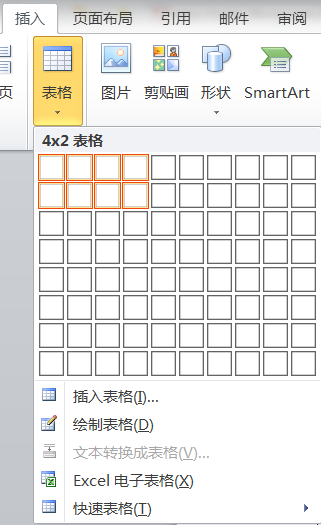 插入 页面布局 引用 邮件 审阅
页 表格 图片 剪贴画 形状 SmartArt
4x2 表格
插入表格(I)...
绘制表格(D)
文本转换成表格(V)...
Excel 电子表格(X)
快速表格(T)